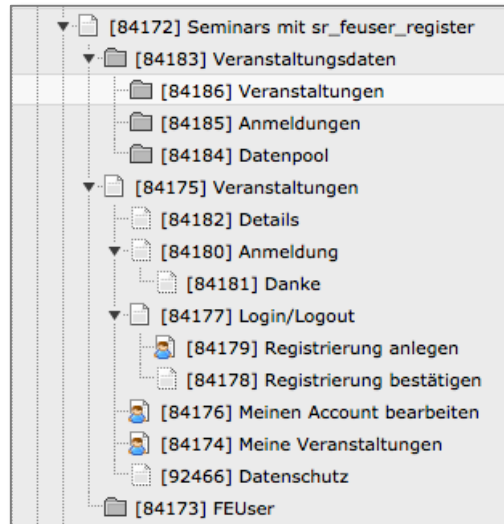 [84172] Seminars mit sr_feuser_register
[84183] Veranstaltungsdaten
[84186] Veranstaltungen
[84185] Anmeldungen
[84184] Datenpool
[84175] Veranstaltungen
[84182] Details
[84180] Anmeldung
[84181] Danke
[84177] Login/Logout
[84179] Registrierung anlegen
[84178] Registrierung bestätigen
[84176] Meinen Account bearbeiten
[84174] Meine Veranstaltungen
[92466] Datenschutz
[84173] FEUser